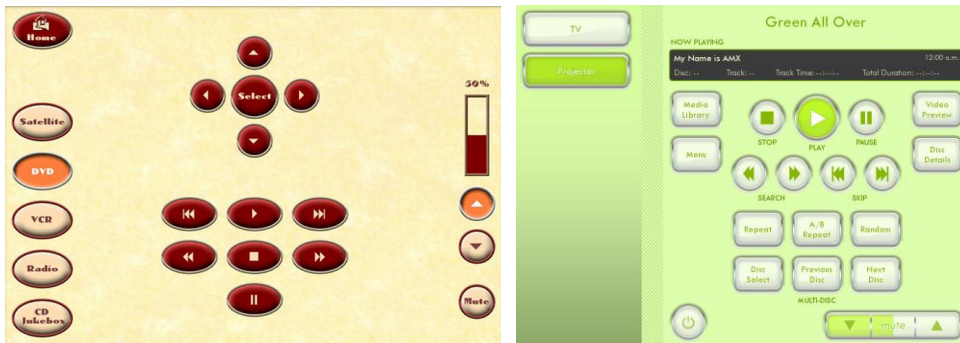 Home
Select
50%
Satellite
DVD
VCR
Radio
CD
Jukebox
Mute
TV
Projector
Green All Over
NOW PLAYING
My Name is AMX 12:00 a.m.
Disc: -- Track: -- Track Time: --:--:-- Total Duration: --:--:--
Media
Library
Video
Preview
STOP PLAY PAUSE
Menu
Disc
Details
SEARCH SKIP
Repeat
A/B
Repeat
Random
Disc
Select
Previous
Disc
Next
Disc
MULTI-DISC
mute